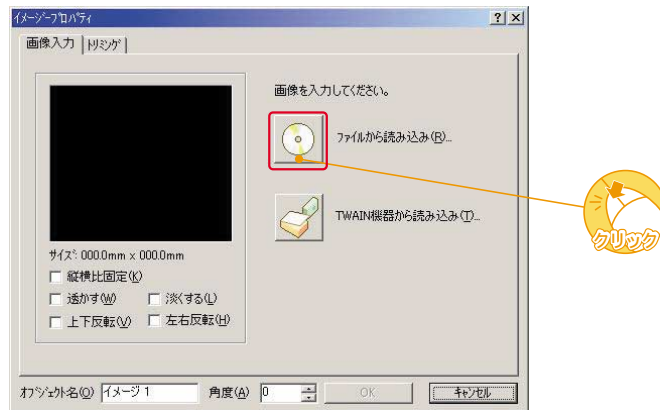 イメージープロパティ
画像入力 トリミング
画像を入力してください。
ファイルから読み込み(R)...
TWAIN機器から読み込み(T)...
クリック
サイズ: 000.0mm × 000.0mm
縦横比固定(K)
透かす(W) 淡くする(L)
上下反転(V) 左右反転(H)
オブジェクト名(O) イメージ 1 角度(A) 0 OK キャンセル